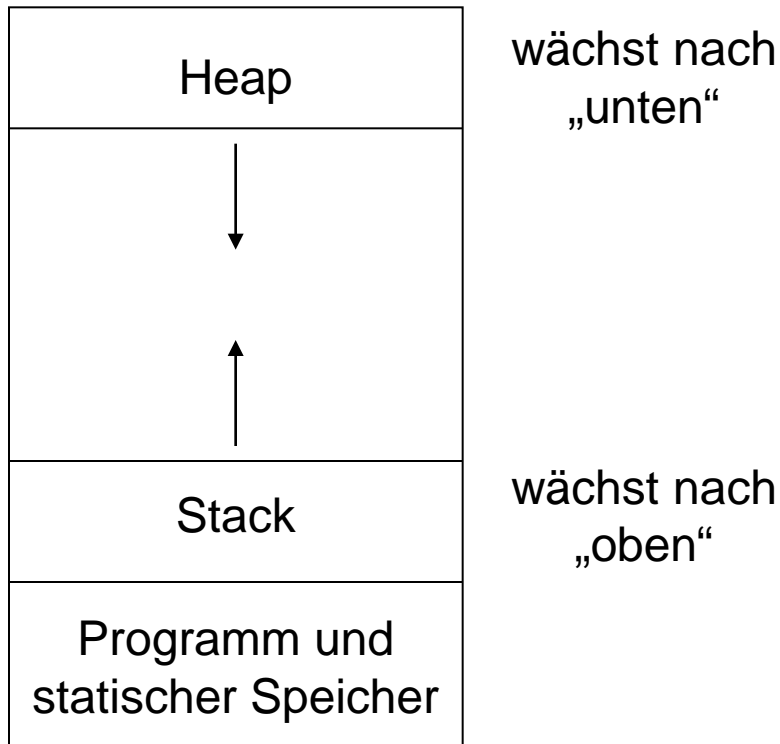 Heap
wächst nach
„unten“
Stack
wächst nach
„oben“
Programm und
statischer Speicher